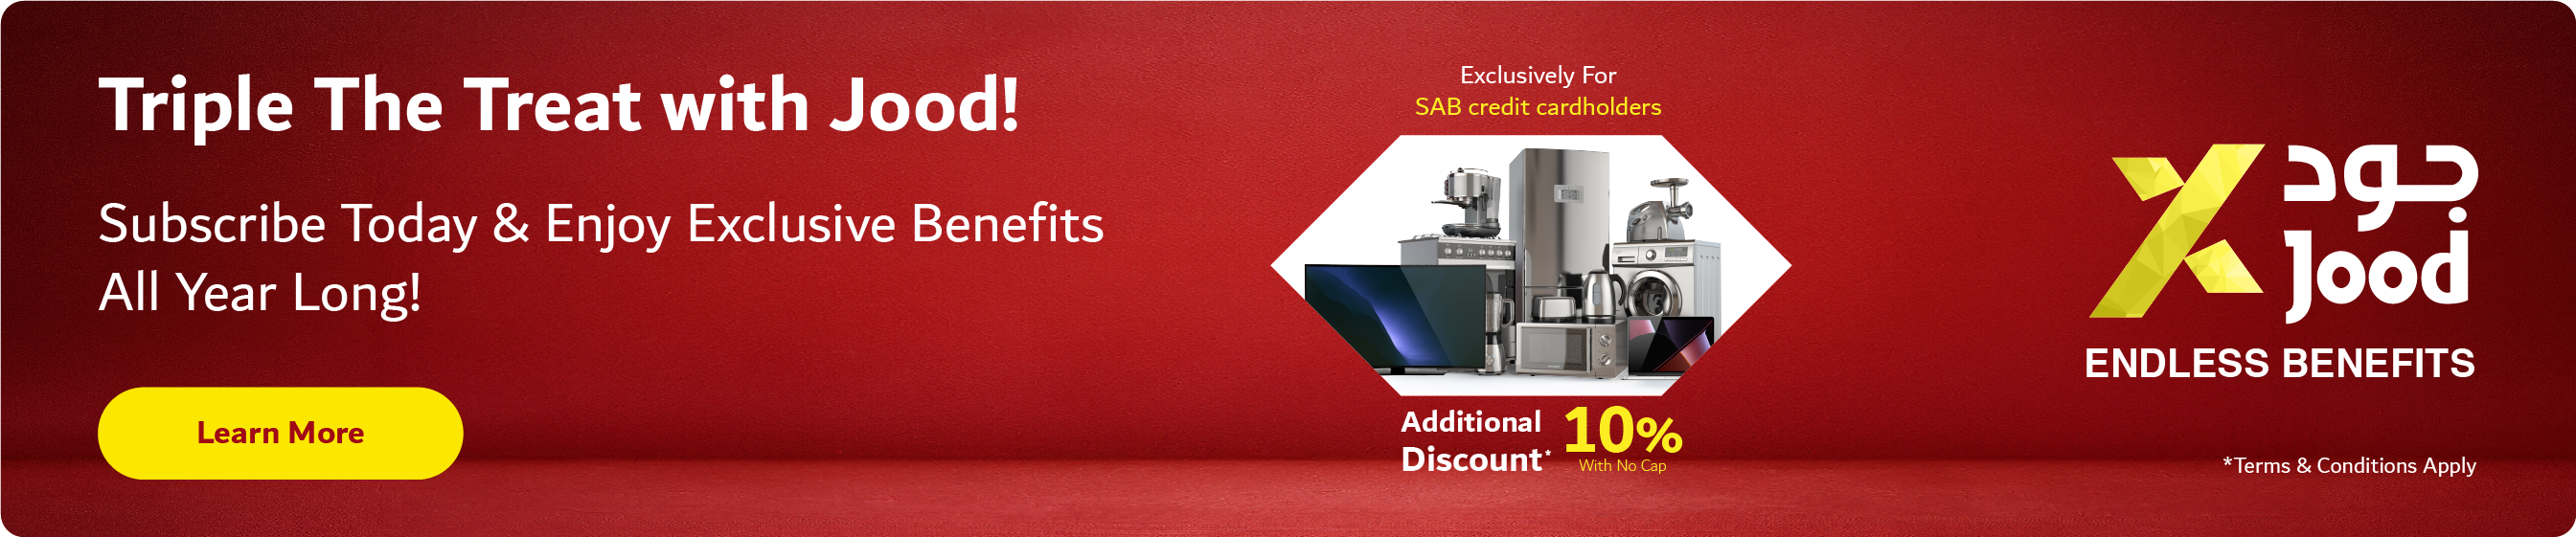 Triple The Treat with Jood!
Subscribe Today & Enjoy Exclusive Benefits
All Year Long!
Learn More
Exclusively For
SAB credit cardholders
Additional
Discount*
10%
With No Cap
جود
Jood
ENDLESS BENEFITS
*Terms & Conditions Apply